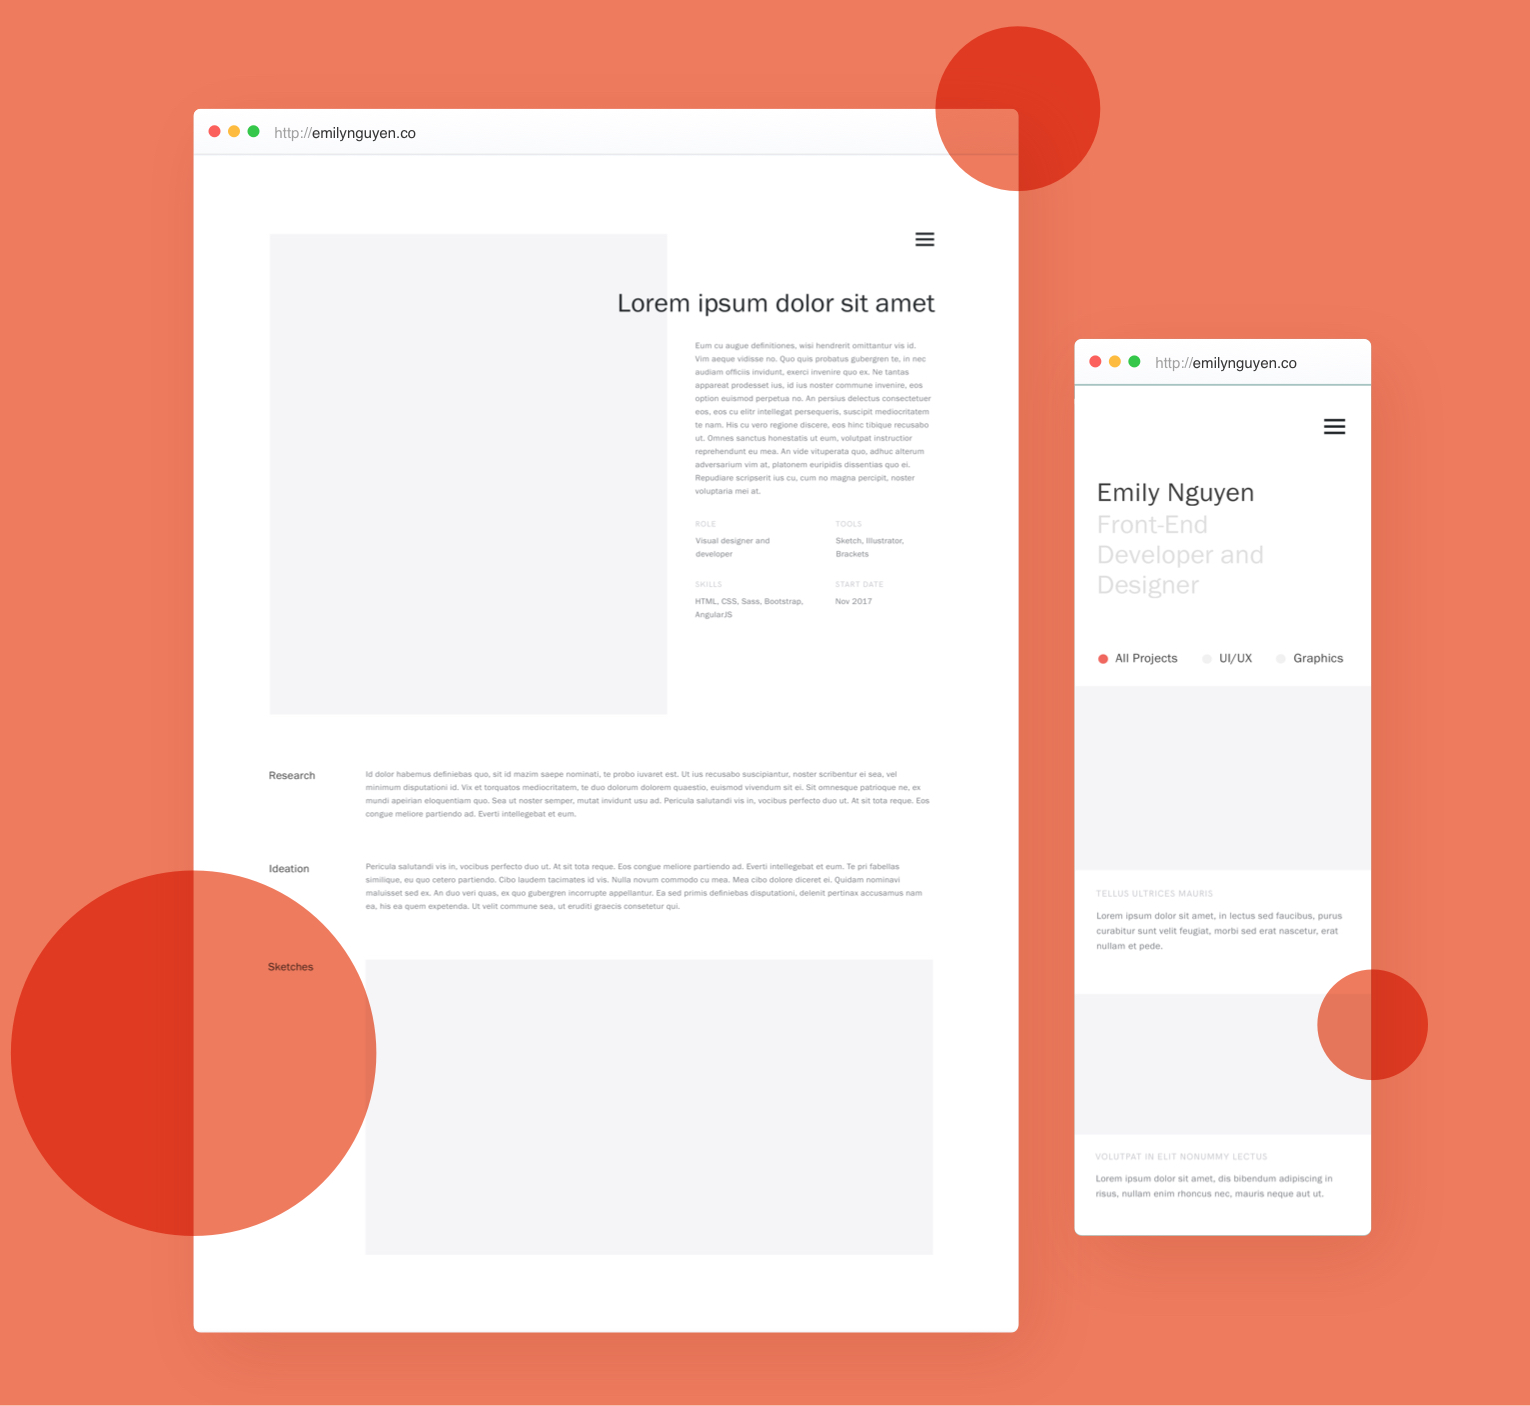 http://emilynguyen.co
Lorem ipsum dolor sit amet
Eum cu augue definitiones, wisi hendrerit omittantur vis id.
Vim aeque vidisse no. Quo quis probatus gubergren te, in nec
audiam officiis invidunt, exerci invenire quo ex. Ne tantas
appareat prodesset ius, id ius noster commune invenire, eos
option euismod perpetua no. An persius delectus consectetuer
eos, eos cu elitr intellegat persequeris, suscipit mediocritatem
te nam. His cu vero regione discere, eos hinc tibique recusabo
ut. Omnes sanctus honestatis ut eum, volutpat instructior
reprehendunt eu mea. An vide vituperata quo, adhuc alterum
adversarium vim at, platonem euripidis dissentias quo ei.
Repudiare scripserit ius cu, cum no magna percipit, noster
voluptaria mei at.
ROLE
Visual designer and
developer
TOOLS
Sketch, Illustrator,
Brackets
SKILLS
HTML, CSS, Sass, Bootstrap,
AngularJS
START DATE
Nov 2017
Research
Id dolor habemus definiebas quo, sit id mazim saepe nominati, te probo iuvaret est. Ut ius recusabo suscipiantur, noster scribentur ei sea, vel
minimum disputationi id. Vix et torquatos mediocritatem, te duo dolorum dolorem quaestio, euismod vivendum sit ei. Sit omnesque patrioque ne, ex
mundi apeirian eloquentiam quo. Sea ut noster semper, mutat invidunt usu ad. Pericula salutandi vis in, vocibus perfecto duo ut. At sit tota reque. Eos
congue meliore partiendo ad. Everti intellegebat et eum.
Ideation
Pericula salutandi vis in, vocibus perfecto duo ut. At sit tota reque. Eos congue meliore partiendo ad. Everti intellegebat et eum. Te pri fabellas
similique, eu quo cetero partiendo. Cibo laudem tacimates id vis. Nulla novum commodo cu mea. Mea cibo dolore diceret ei. Quidam nominavi
maluisset sed ex. An duo veri quas, ex quo gubergren incorrupte appellantur. Ea sed primis definiebas disputationi, delenit pertinax accusamus nam
ea, his ea quem expetenda. Ut velit commune sea, ut eruditi graecis consetetur qui.
Sketches
http://emilynguyen.co
Emily Nguyen
Front-End
Developer and
Designer
All Projects UI/UX Graphics
TELLUS ULTRICES MAURIS
Lorem ipsum dolor sit amet, in lectus sed faucibus, purus
curabitur sunt velit feugiat, morbi sed erat nascetur, erat
nullam et pede.
VOLUTPAT IN ELIT NONUMMY LECTUS
Lorem ipsum dolor sit amet, dis bibendum adipiscing in
risus, nullam enim rhoncus nec, mauris neque aut ut.